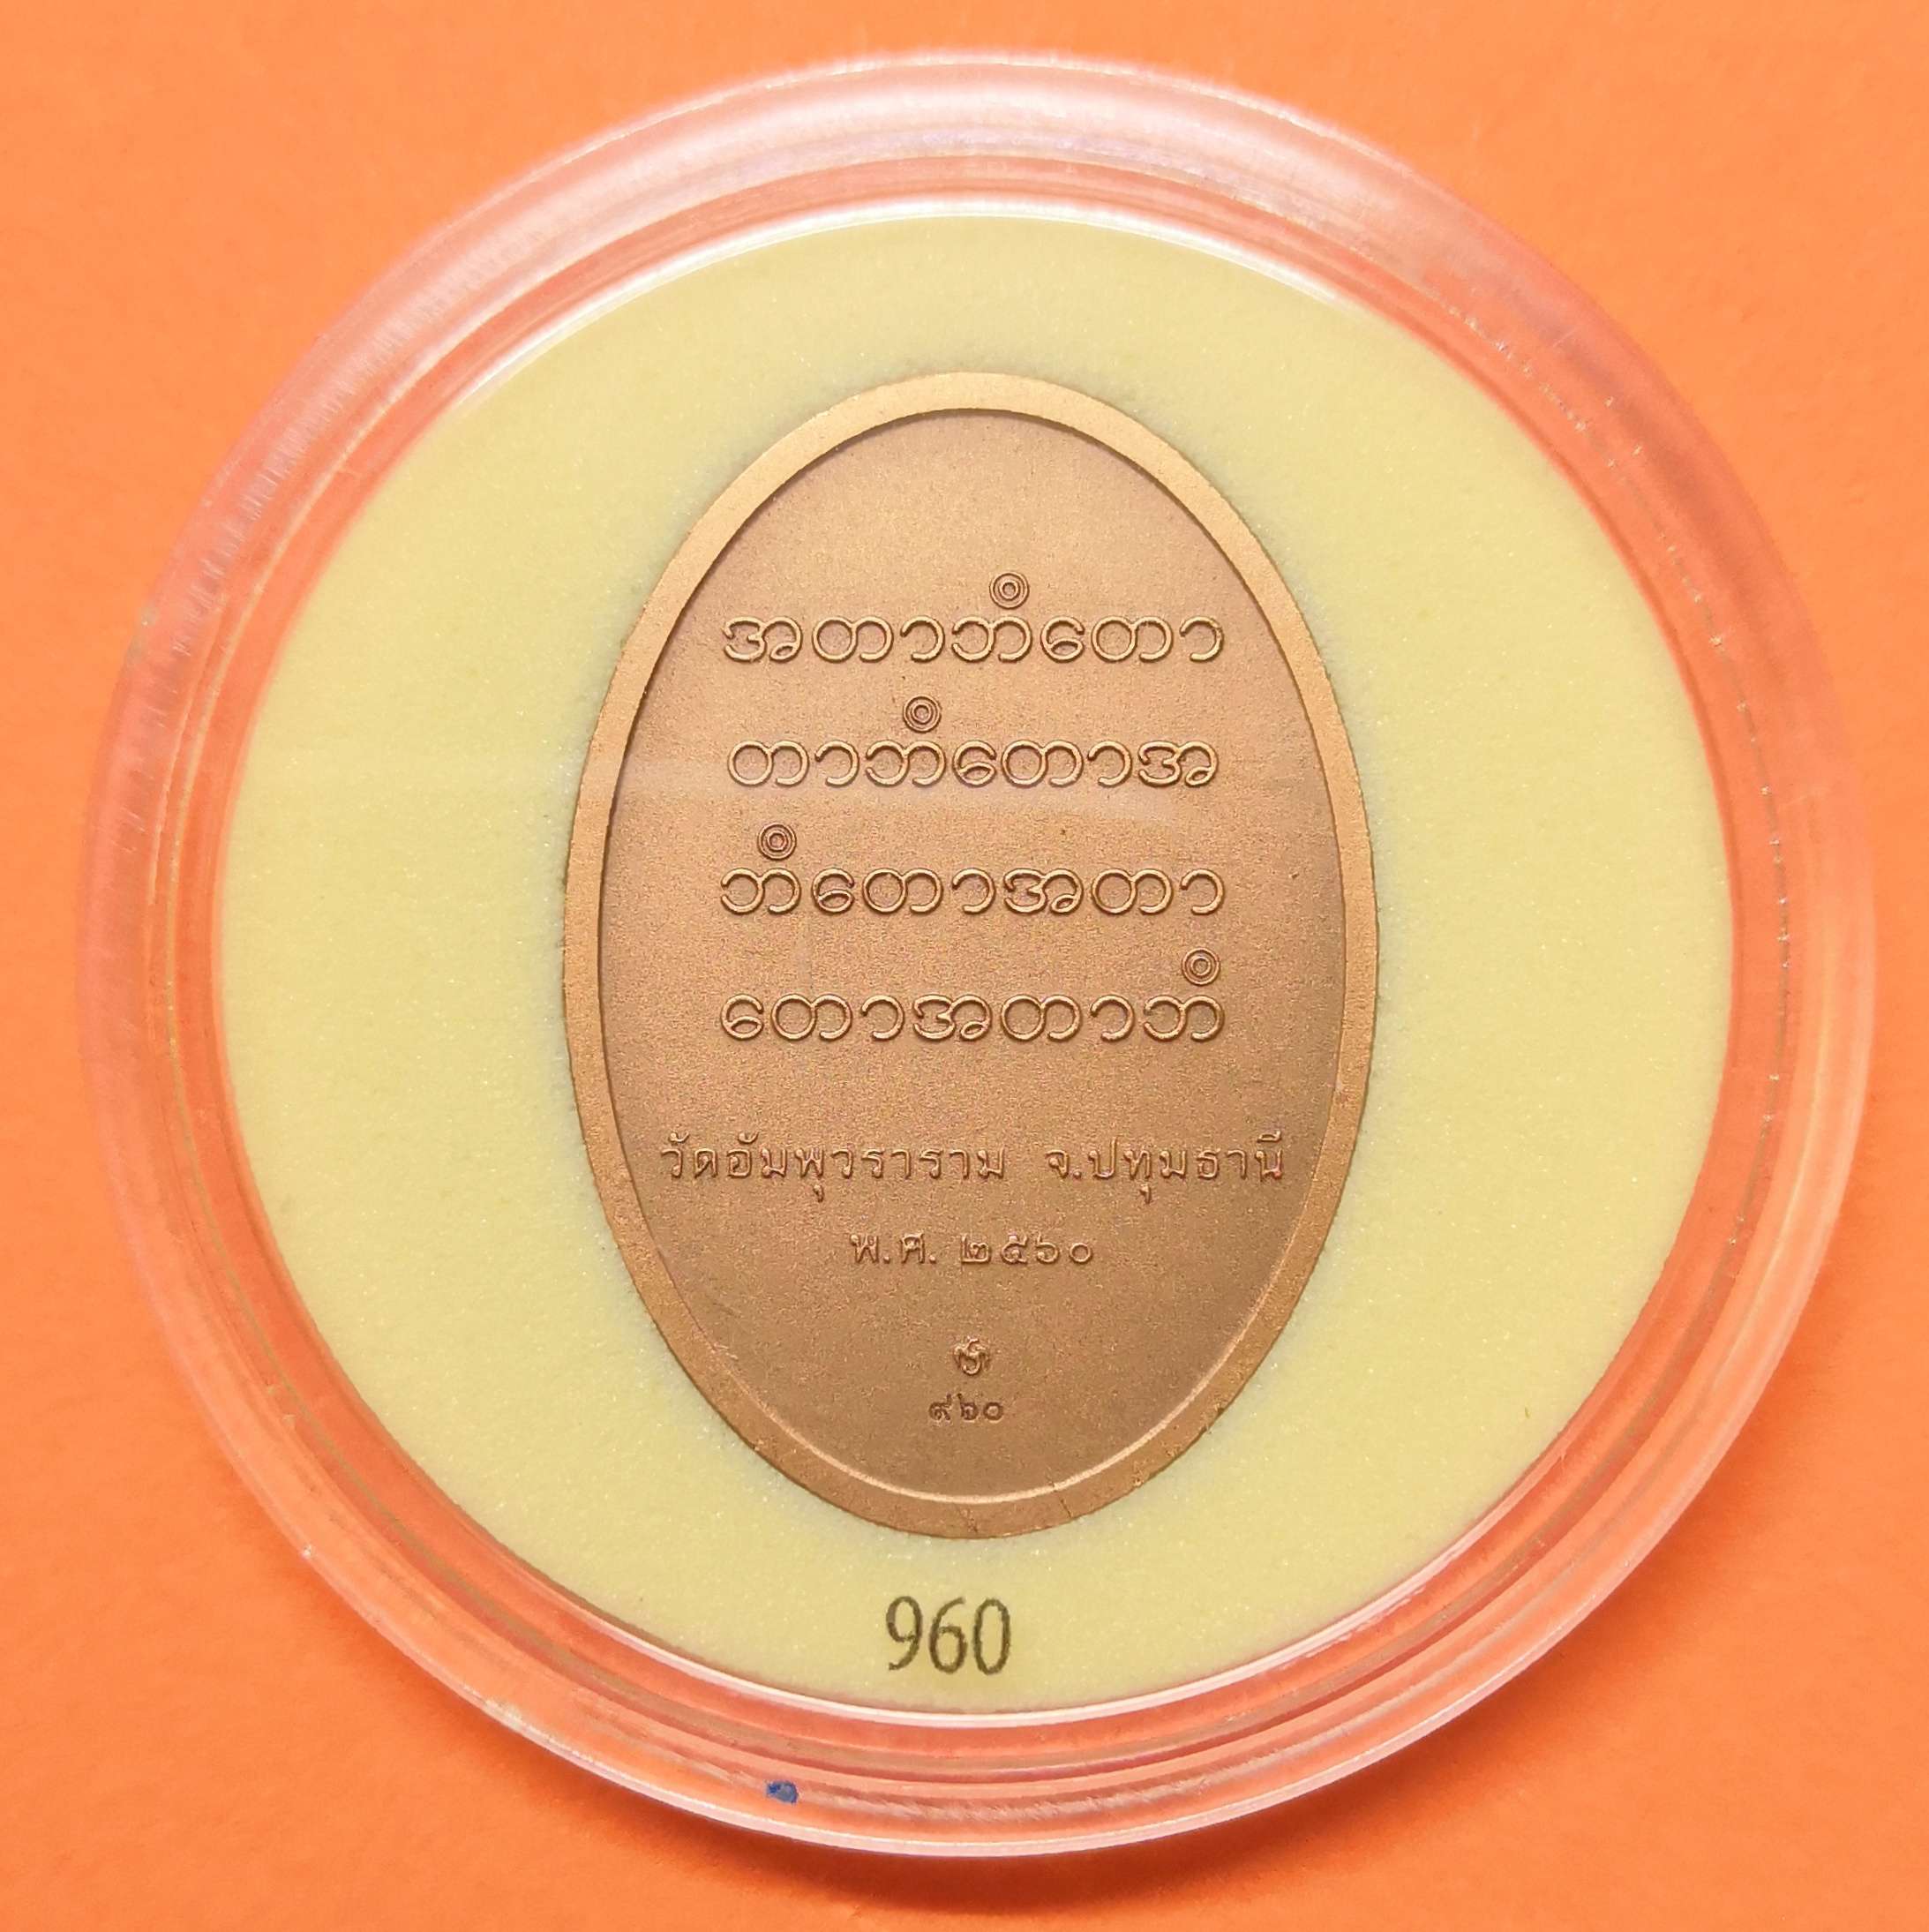 အတာဘံတော
တာဘံတောအ
ဘံတောအတာ
တောအတာဘံ
วัดอัมพุวราราม จ.ปทุมธานี
พ.ศ. ๒๕๖๐
๙๖๐
960